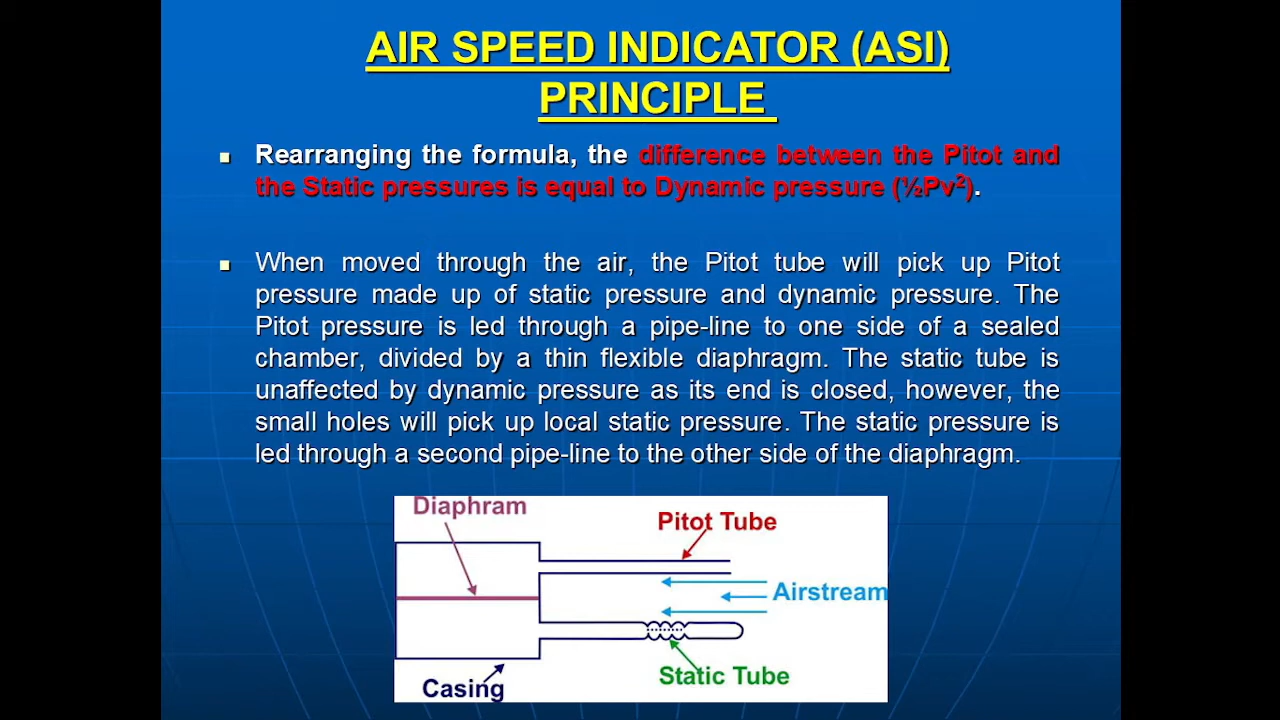 AIR SPEED INDICATOR (ASI)
PRINCIPLE
Rearranging the formula, the difference between the Pitot and
the Static pressures is equal to Dynamic pressure (½Pv²).
When moved through the air, the Pitot tube will pick up Pitot
pressure made up of static pressure and dynamic pressure. The
Pitot pressure is led through a pipe-line to one side of a sealed
chamber, divided by a thin flexible diaphragm. The static tube is
unaffected by dynamic pressure as its end is closed, however, the
small holes will pick up local static pressure. The static pressure is
led through a second pipe-line to the other side of the diaphragm.
Diaphram
Pitot Tube
Airstream
Static Tube
Casing